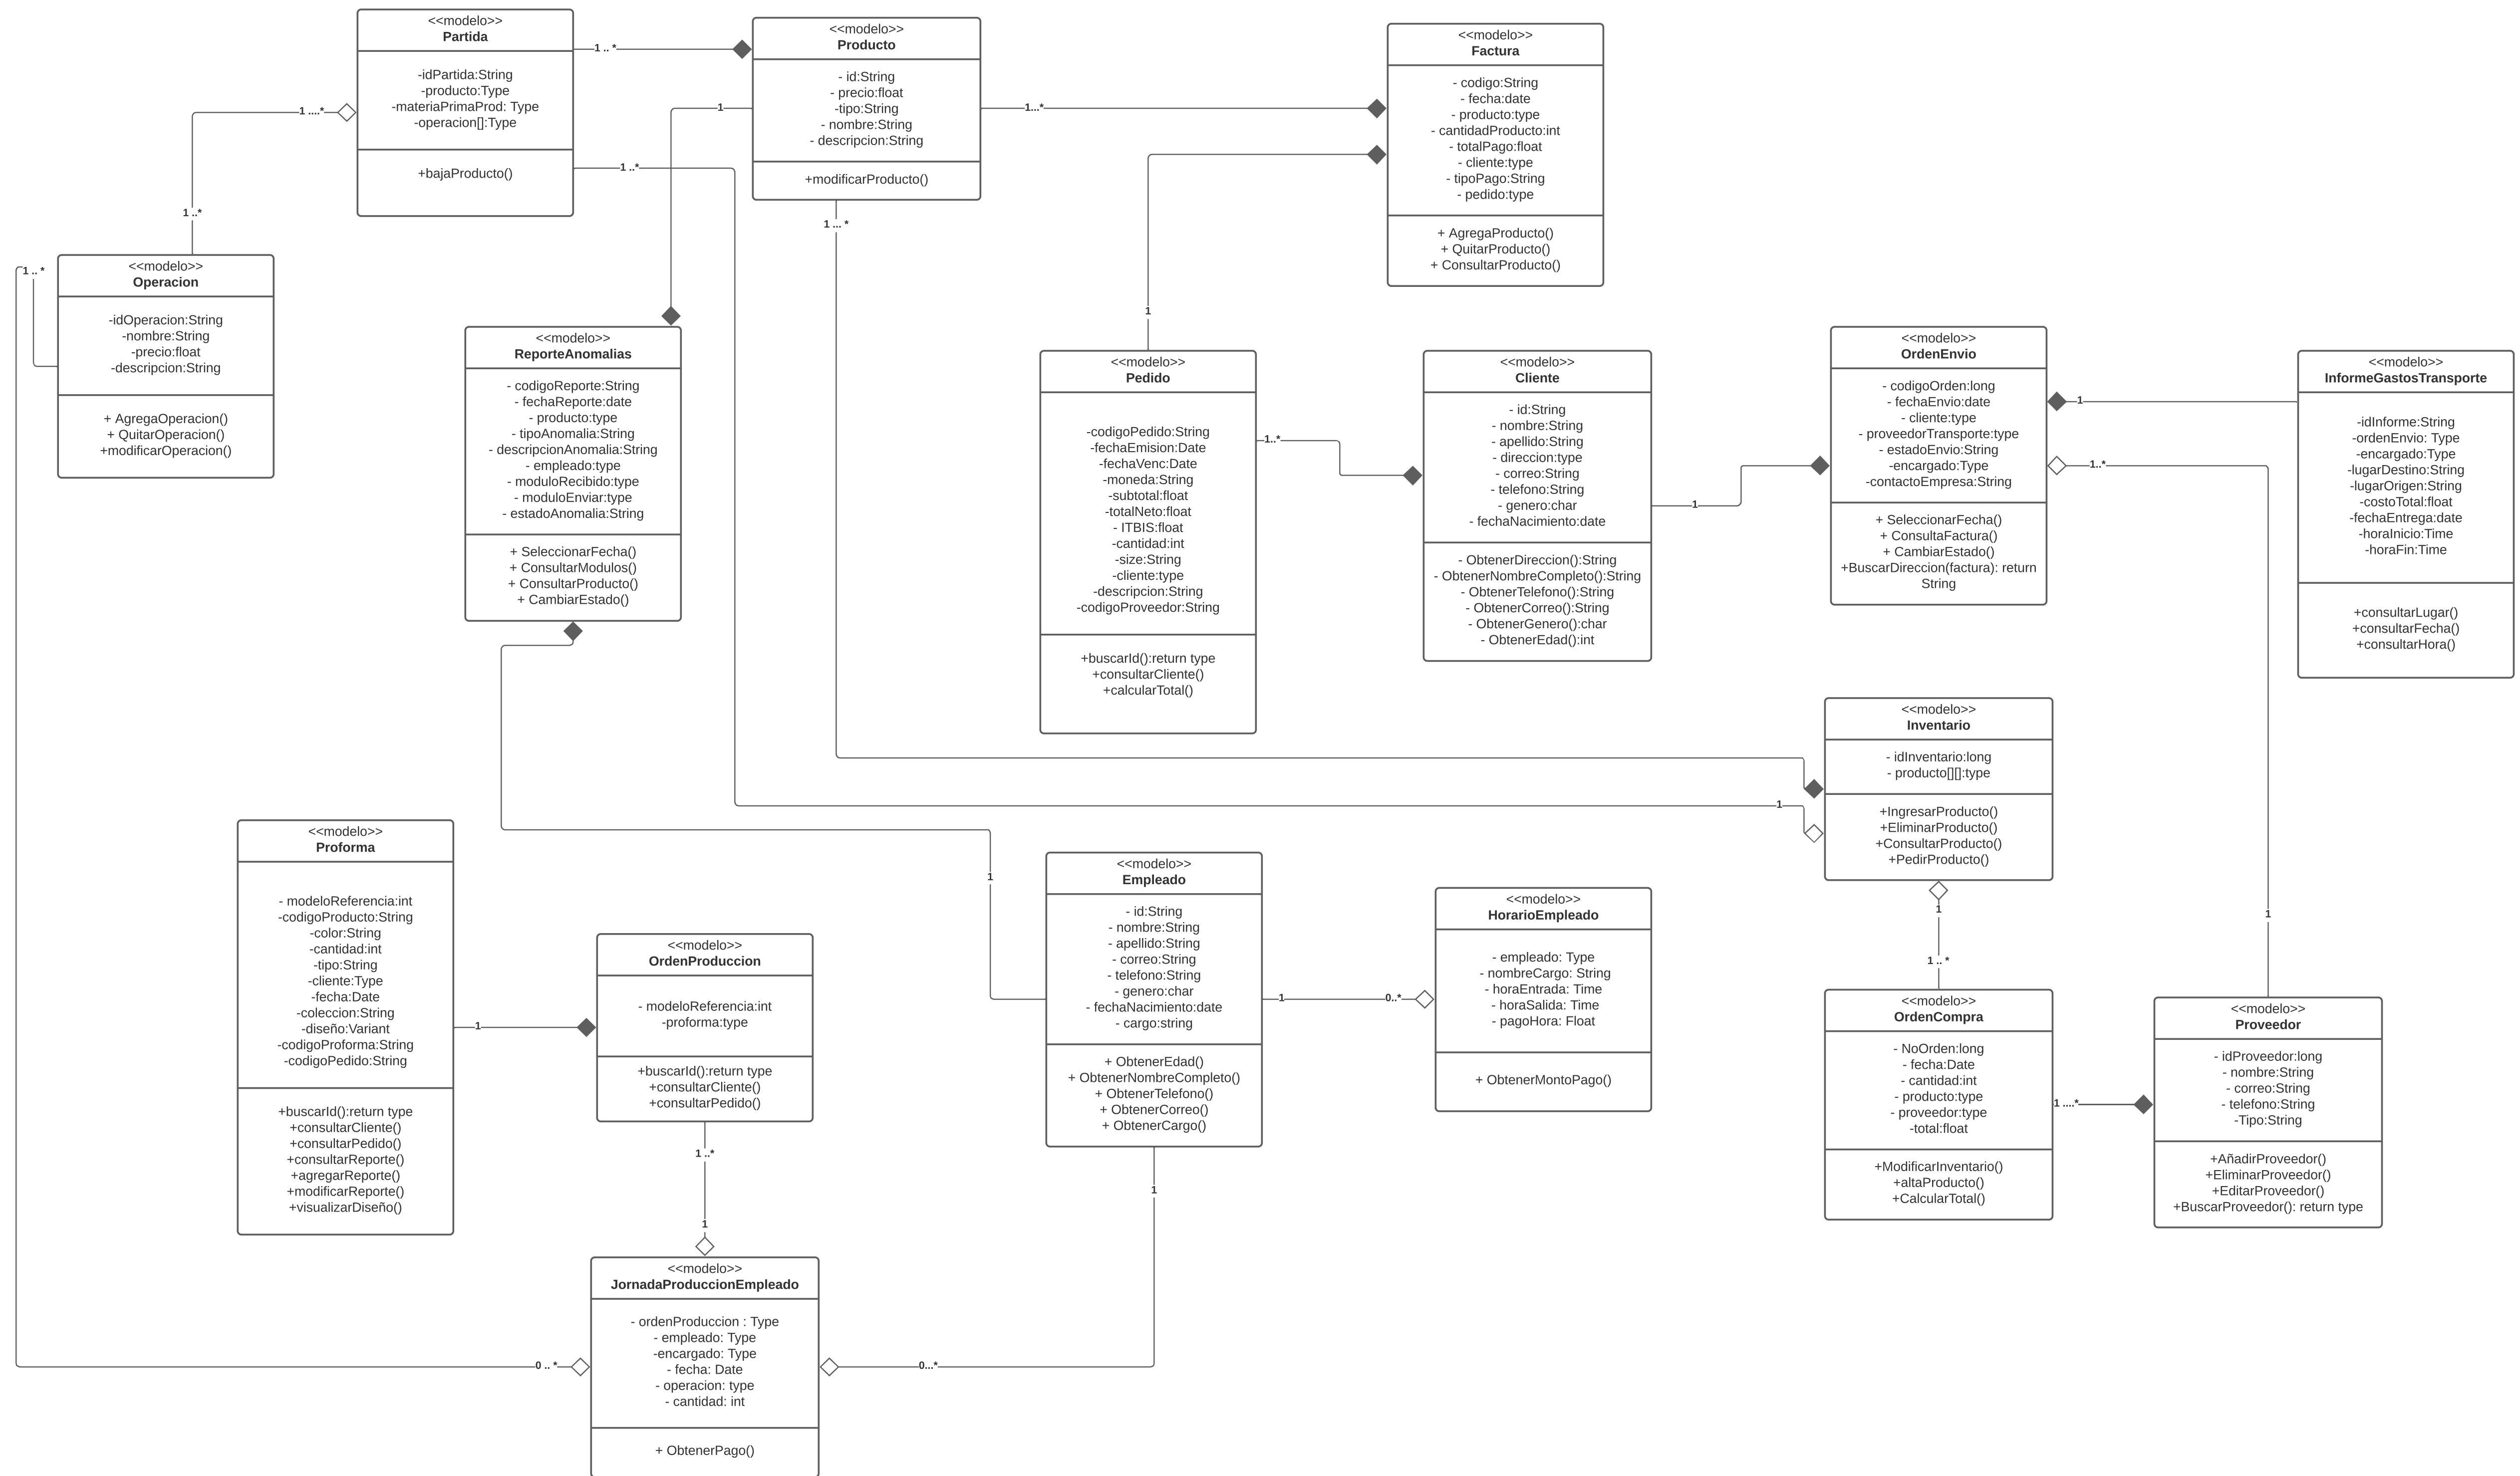 <<modelo>>
Partida
-idPartida:String
-producto:Type
-materiaPrimaProd: Type
-operacion[]:Type
+bajaProducto()
1 .. *
1 ....*
1 ..*
1 ..*
<<modelo>>
Producto
- id:String
- precio:float
-tipo:String
- nombre:String
- descripcion:String
+modificarProducto()
1
1...*
1 ... *
<<modelo>>
Factura
- codigo:String
- fecha:date
- producto:type
- cantidadProducto:int
- totalPago:float
- cliente:type
- tipoPago:String
- pedido:type
+ AgregaProducto()
+ QuitarProducto()
+ ConsultarProducto()
1
1 .. *
<<modelo>>
Operacion
-idOperacion:String
-nombre:String
-precio:float
-descripcion:String
+ AgregaOperacion()
+ QuitarOperacion()
+modificarOperacion()
<<modelo>>
ReporteAnomalias
- codigoReporte:String
- fechaReporte:date
- producto:type
- tipoAnomalia:String
- descripcionAnomalia:String
- empleado:type
- moduloRecibido:type
- moduloEnviar:type
- estadoAnomalia:String
+ SeleccionarFecha()
+ ConsultarModulos()
+ ConsultarProducto()
+ CambiarEstado()
<<modelo>>
Pedido
-codigoPedido:String
-fechaEmision:Date
-fechaVenc:Date
-moneda:String
-subtotal:float
-totalNeto:float
- ITBIS:float
-cantidad:int
-size:String
-cliente:type
-descripcion:String
-codigoProveedor:String
+buscarId():return type
+consultarCliente()
+calcularTotal()
1..*
<<modelo>>
Cliente
- id:String
- nombre:String
- apellido:String
- direccion:type
- correo:String
- telefono:String
- genero:char
- fechaNacimiento:date
- ObtenerDireccion():String
- ObtenerNombreCompleto():String
- ObtenerTelefono():String
- ObtenerCorreo():String
- ObtenerGenero():char
- ObtenerEdad():int
1
<<modelo>>
OrdenEnvio
- codigoOrden:long
- fechaEnvio:date
- cliente:type
- proveedorTransporte:type
- estadoEnvio:String
-encargado:Type
-contactoEmpresa:String
+ SeleccionarFecha()
+ ConsultaFactura()
+ CambiarEstado()
+BuscarDireccion(factura): return
String
1
1..*
<<modelo>>
InformeGastosTransporte
-idInforme:String
-ordenEnvio: Type
-encargado:Type
-lugarDestino:String
-lugarOrigen:String
-costoTotal:float
-fechaEntrega:date
-horaInicio:Time
-horaFin:Time
+consultarLugar()
+consultarFecha()
+consultarHora()
<<modelo>>
Inventario
- idInventario:long
- producto[][]:type
+IngresarProducto()
+EliminarProducto()
+ConsultarProducto()
+PedirProducto()
1
1
1 .. *
1
<<modelo>>
Proforma
- modeloReferencia:int
-codigoProducto:String
-color:String
-cantidad:int
-tipo:String
-cliente:Type
-fecha:Date
-coleccion:String
-diseño:Variant
-codigoProforma:String
-codigoPedido:String
+buscarId():return type
+consultarCliente()
+consultarPedido()
+consultarReporte()
+agregarReporte()
+modificarReporte()
+visualizarDiseño()
1
<<modelo>>
OrdenProduccion
- modeloReferencia:int
-proforma:type
+buscarId():return type
+consultarCliente()
+consultarPedido()
1 ..*
1
1
<<modelo>>
Empleado
- id:String
- nombre:String
- apellido:String
- correo:String
- telefono:String
- genero:char
- fechaNacimiento:date
- cargo:string
+ ObtenerEdad()
+ ObtenerNombreCompleto()
+ ObtenerTelefono()
+ ObtenerCorreo()
+ ObtenerCargo()
1
0..*
1
<<modelo>>
HorarioEmpleado
- empleado: Type
- nombreCargo: String
- horaEntrada: Time
- horaSalida: Time
- pagoHora: Float
+ ObtenerMontoPago()
<<modelo>>
OrdenCompra
- NoOrden:long
- fecha:Date
- cantidad:int
- producto:type
- proveedor:type
-total:float
+ModificarInventario()
+altaProducto()
+CalcularTotal()
1 ....*
<<modelo>>
Proveedor
- idProveedor:long
- nombre:String
- correo:String
- telefono:String
-Tipo:String
+AñadirProveedor()
+EliminarProveedor()
+EditarProveedor()
+BuscarProveedor(): return type
<<modelo>>
JornadaProduccionEmpleado
- ordenProduccion : Type
- empleado: Type
-encargado: Type
- fecha: Date
- operacion: type
- cantidad: int
+ ObtenerPago()
0 .. *
0...*